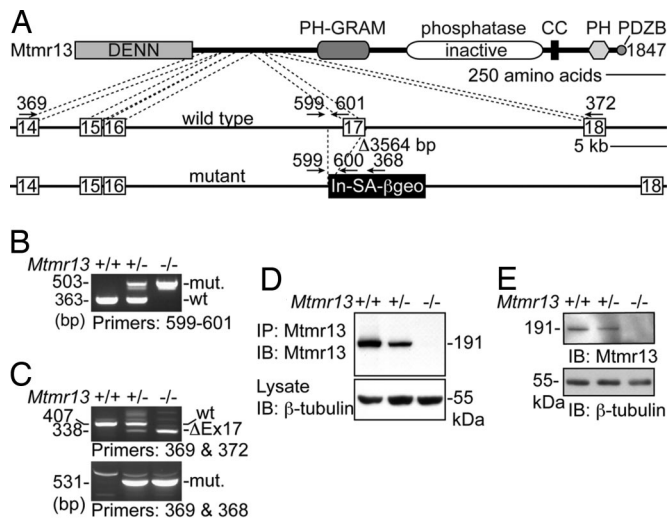 A
PH-GRAM phosphatase CC PH PDZB
Mtmr13 DENN inactive 1847
250 amino acids
369 599 601 372
14 15 16 wild type 17 18
Δ3564 bp 5 kb
599 600 368
14 15 16 mutant In-SA-βgeo 18
B
Mtmr13 +/+ +/- -/-
503- -mut.
363- -wt
(bp) Primers: 599-601
C
Mtmr13 +/+ +/- -/-
407 wt
338 ΔEx17
Primers: 369 & 372
531- -mut.
(bp) Primers: 369 & 368
D
Mtmr13 +/+ +/- -/-
IP: Mtmr13
IB: Mtmr13 -191
Lysate
IB: β-tubulin -55
kDa
E
Mtmr13 +/+ +/- -/-
191-
IB: Mtmr13
55-
kDa IB: β-tubulin